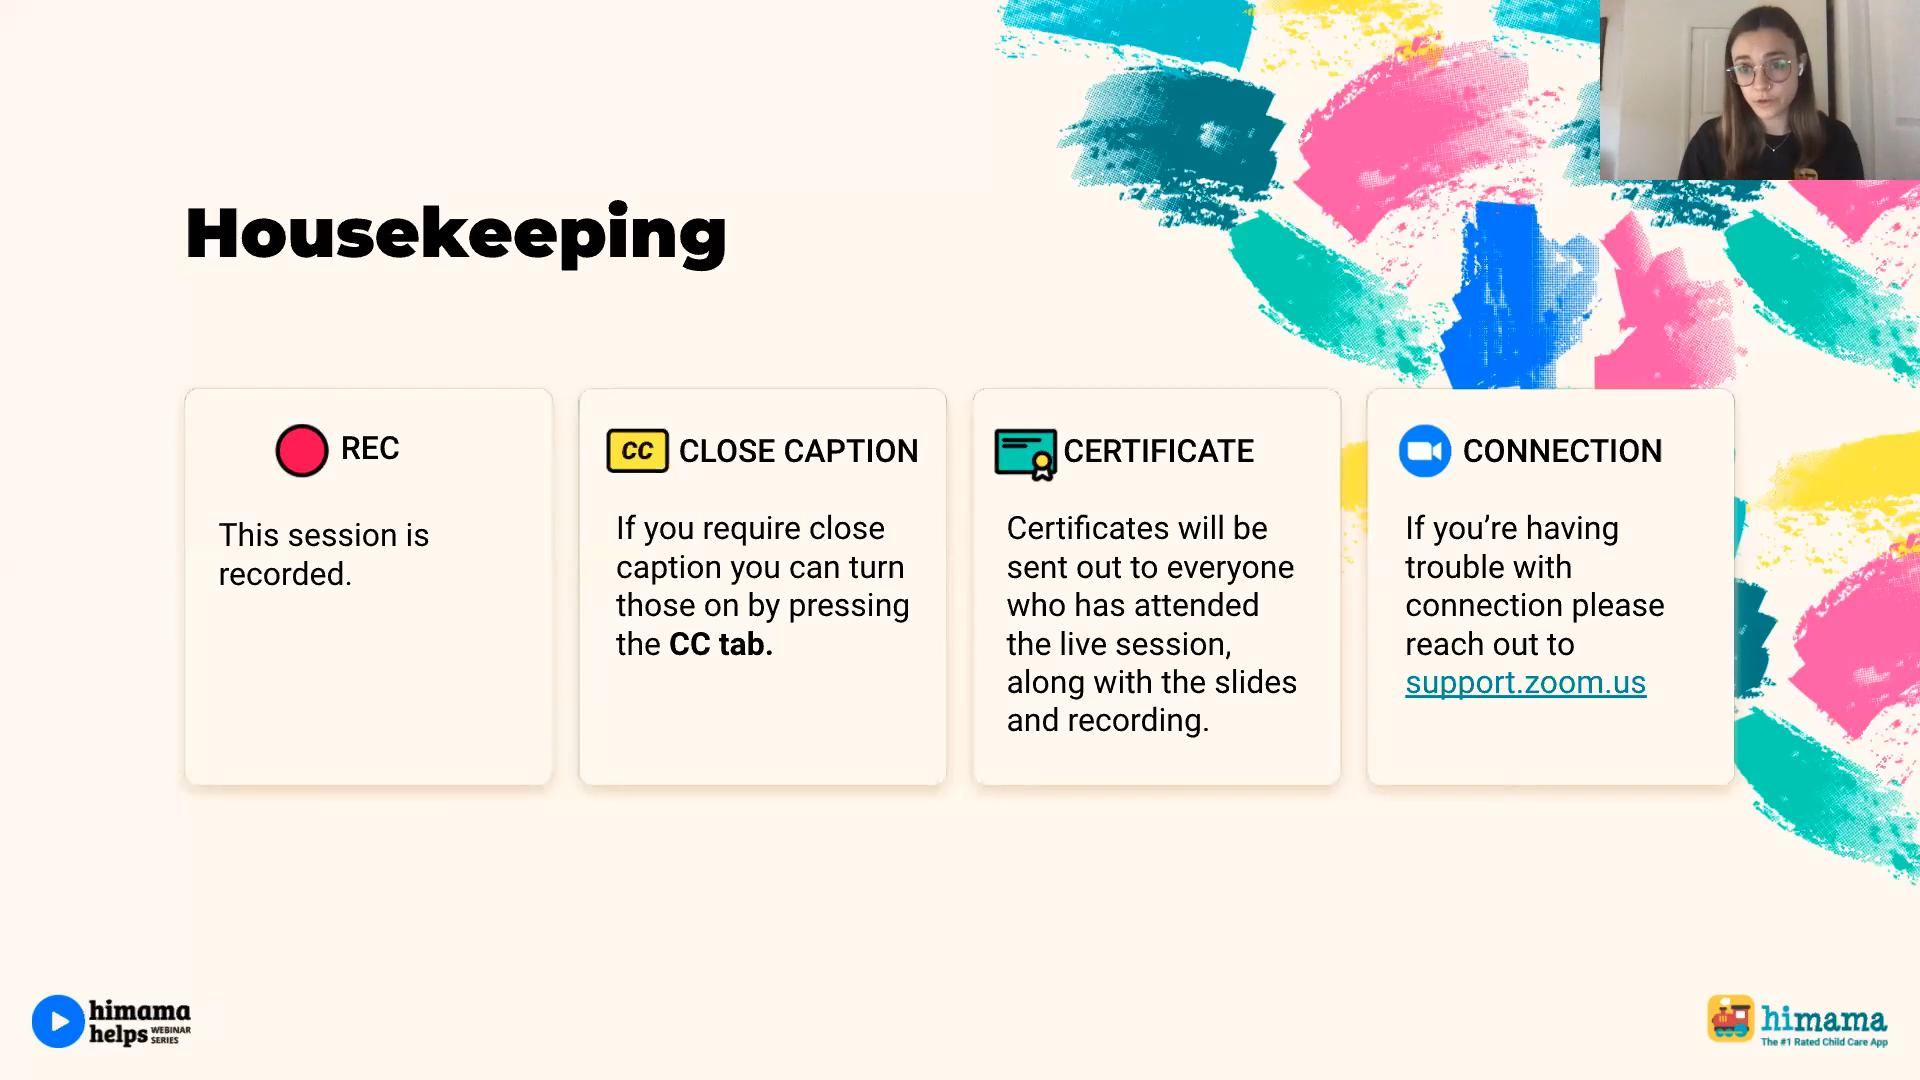 Housekeeping
REC
This session is
recorded.
CC CLOSE CAPTION
If you require close
caption you can turn
those on by pressing
the CC tab.
CERTIFICATE
Certificates will be
sent out to everyone
who has attended
the live session,
along with the slides
and recording.
CONNECTION
If you’re having
trouble with
connection please
reach out to
support.zoom.us
himama
helps WEBINAR
SERIES
himama
The #1 Rated Child Care App